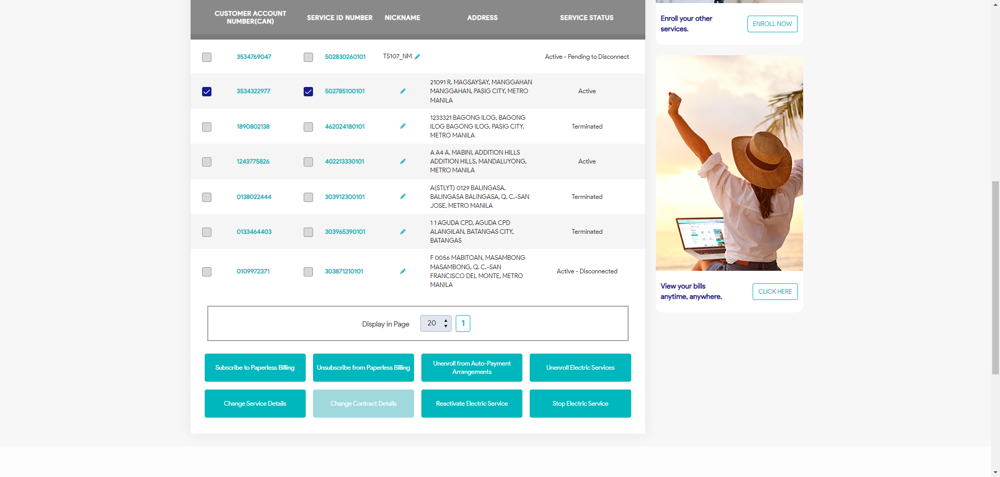 CUSTOMER ACCOUNT
NUMBER(CAN)
SERVICE ID NUMBER
NICKNAME
ADDRESS
SERVICE STATUS
3534769047
502830260101
TS107_NM
Active - Pending to Disconnect
3534322977
502785100101
21091 R. MAGSAYSAY, MANGGAHAN
MANGGAHAN, PASIG CITY, METRO
MANILA
Active
1890802138
462024180101
1233321 BAGONG ILOG, BAGONG
ILOG BAGONG ILOG, PASIG CITY,
METRO MANILA
Terminated
1243775826
402213330101
A A4 A. MABINI, ADDITION HILLS
ADDITION HILLS, MANDALUYONG,
METRO MANILA
Active
0138022444
303912300101
A(STLYT) 0129 BALINGASA,
BALINGASA BALINGASA, Q. C.-SAN
JOSE, METRO MANILA
Terminated
0133464403
303965390101
1 1 AGUDA CPD, AGUDA CPD
ALANGILAN, BATANGAS CITY,
BATANGAS
Terminated
0109972371
303871210101
F 0056 MABITOAN, MASAMBONG
MASAMBONG, Q. C.-SAN
FRANCISCO DEL MONTE, METRO
MANILA
Active - Disconnected
Display in Page
20
1
Subscribe to Paperless Billing
Unsubscribe from Paperless Billing
Unenroll from Auto-Payment
Arrangements
Unenroll Electric Services
Change Service Details
Change Contract Details
Reactivate Electric Service
Stop Electric Service
Enroll your other
services.
ENROLL NOW
View your bills
anytime, anywhere.
CLICK HERE